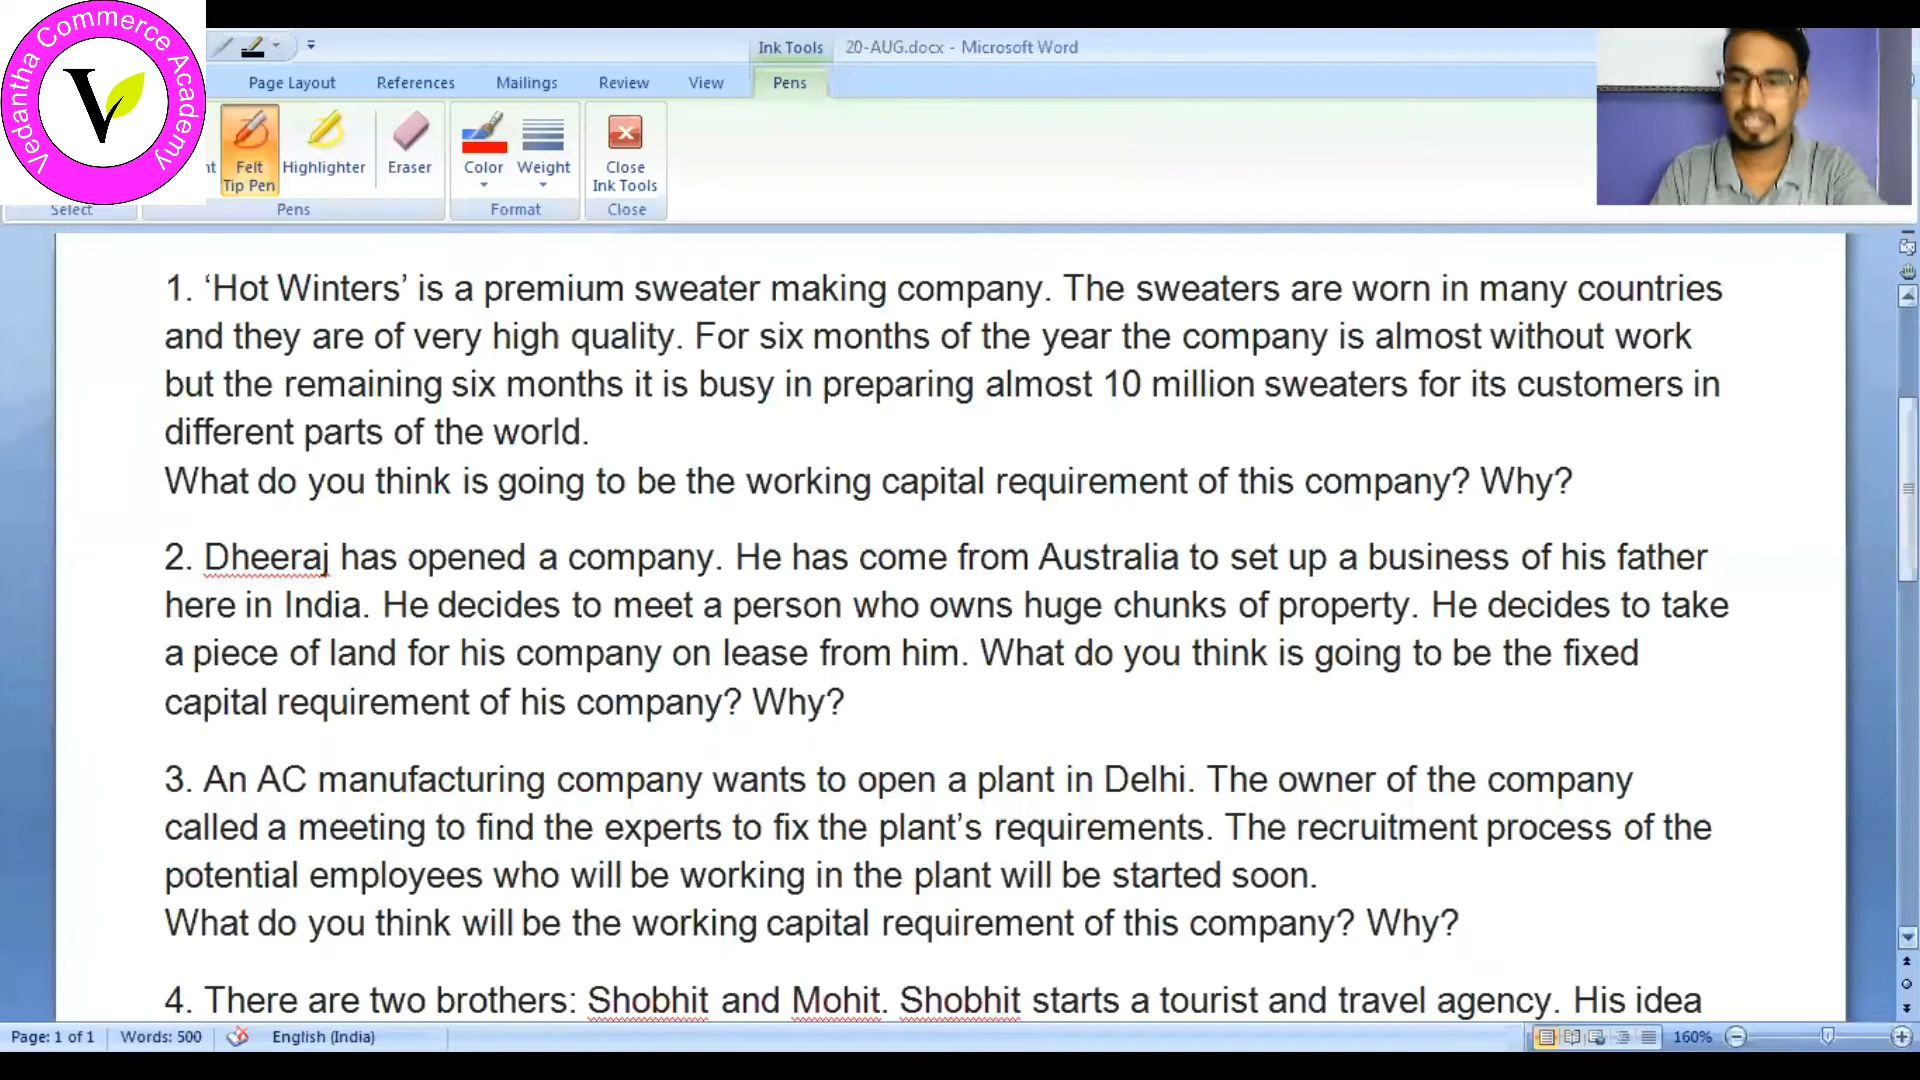 Vedantha Commerce Academy
V
Ink Tools
20-AUG.docx - Microsoft Word
Page Layout
References
Mailings
Review
View
Pens
Felt
Tip Pen
Highlighter
Eraser
Color
Weight
Close
Ink Tools
Select
Pens
Format
Close
1. ‘Hot Winters’ is a premium sweater making company. The sweaters are worn in many countries
and they are of very high quality. For six months of the year the company is almost without work
but the remaining six months it is busy in preparing almost 10 million sweaters for its customers in
different parts of the world.
What do you think is going to be the working capital requirement of this company? Why?
2. Dheeraj has opened a company. He has come from Australia to set up a business of his father
here in India. He decides to meet a person who owns huge chunks of property. He decides to take
a piece of land for his company on lease from him. What do you think is going to be the fixed
capital requirement of his company? Why?
3. An AC manufacturing company wants to open a plant in Delhi. The owner of the company
called a meeting to find the experts to fix the plant’s requirements. The recruitment process of the
potential employees who will be working in the plant will be started soon.
What do you think will be the working capital requirement of this company? Why?
4. There are two brothers: Shobhit and Mohit. Shobhit starts a tourist and travel agency. His idea
Page: 1 of 1
Words: 500
English (India)
160%